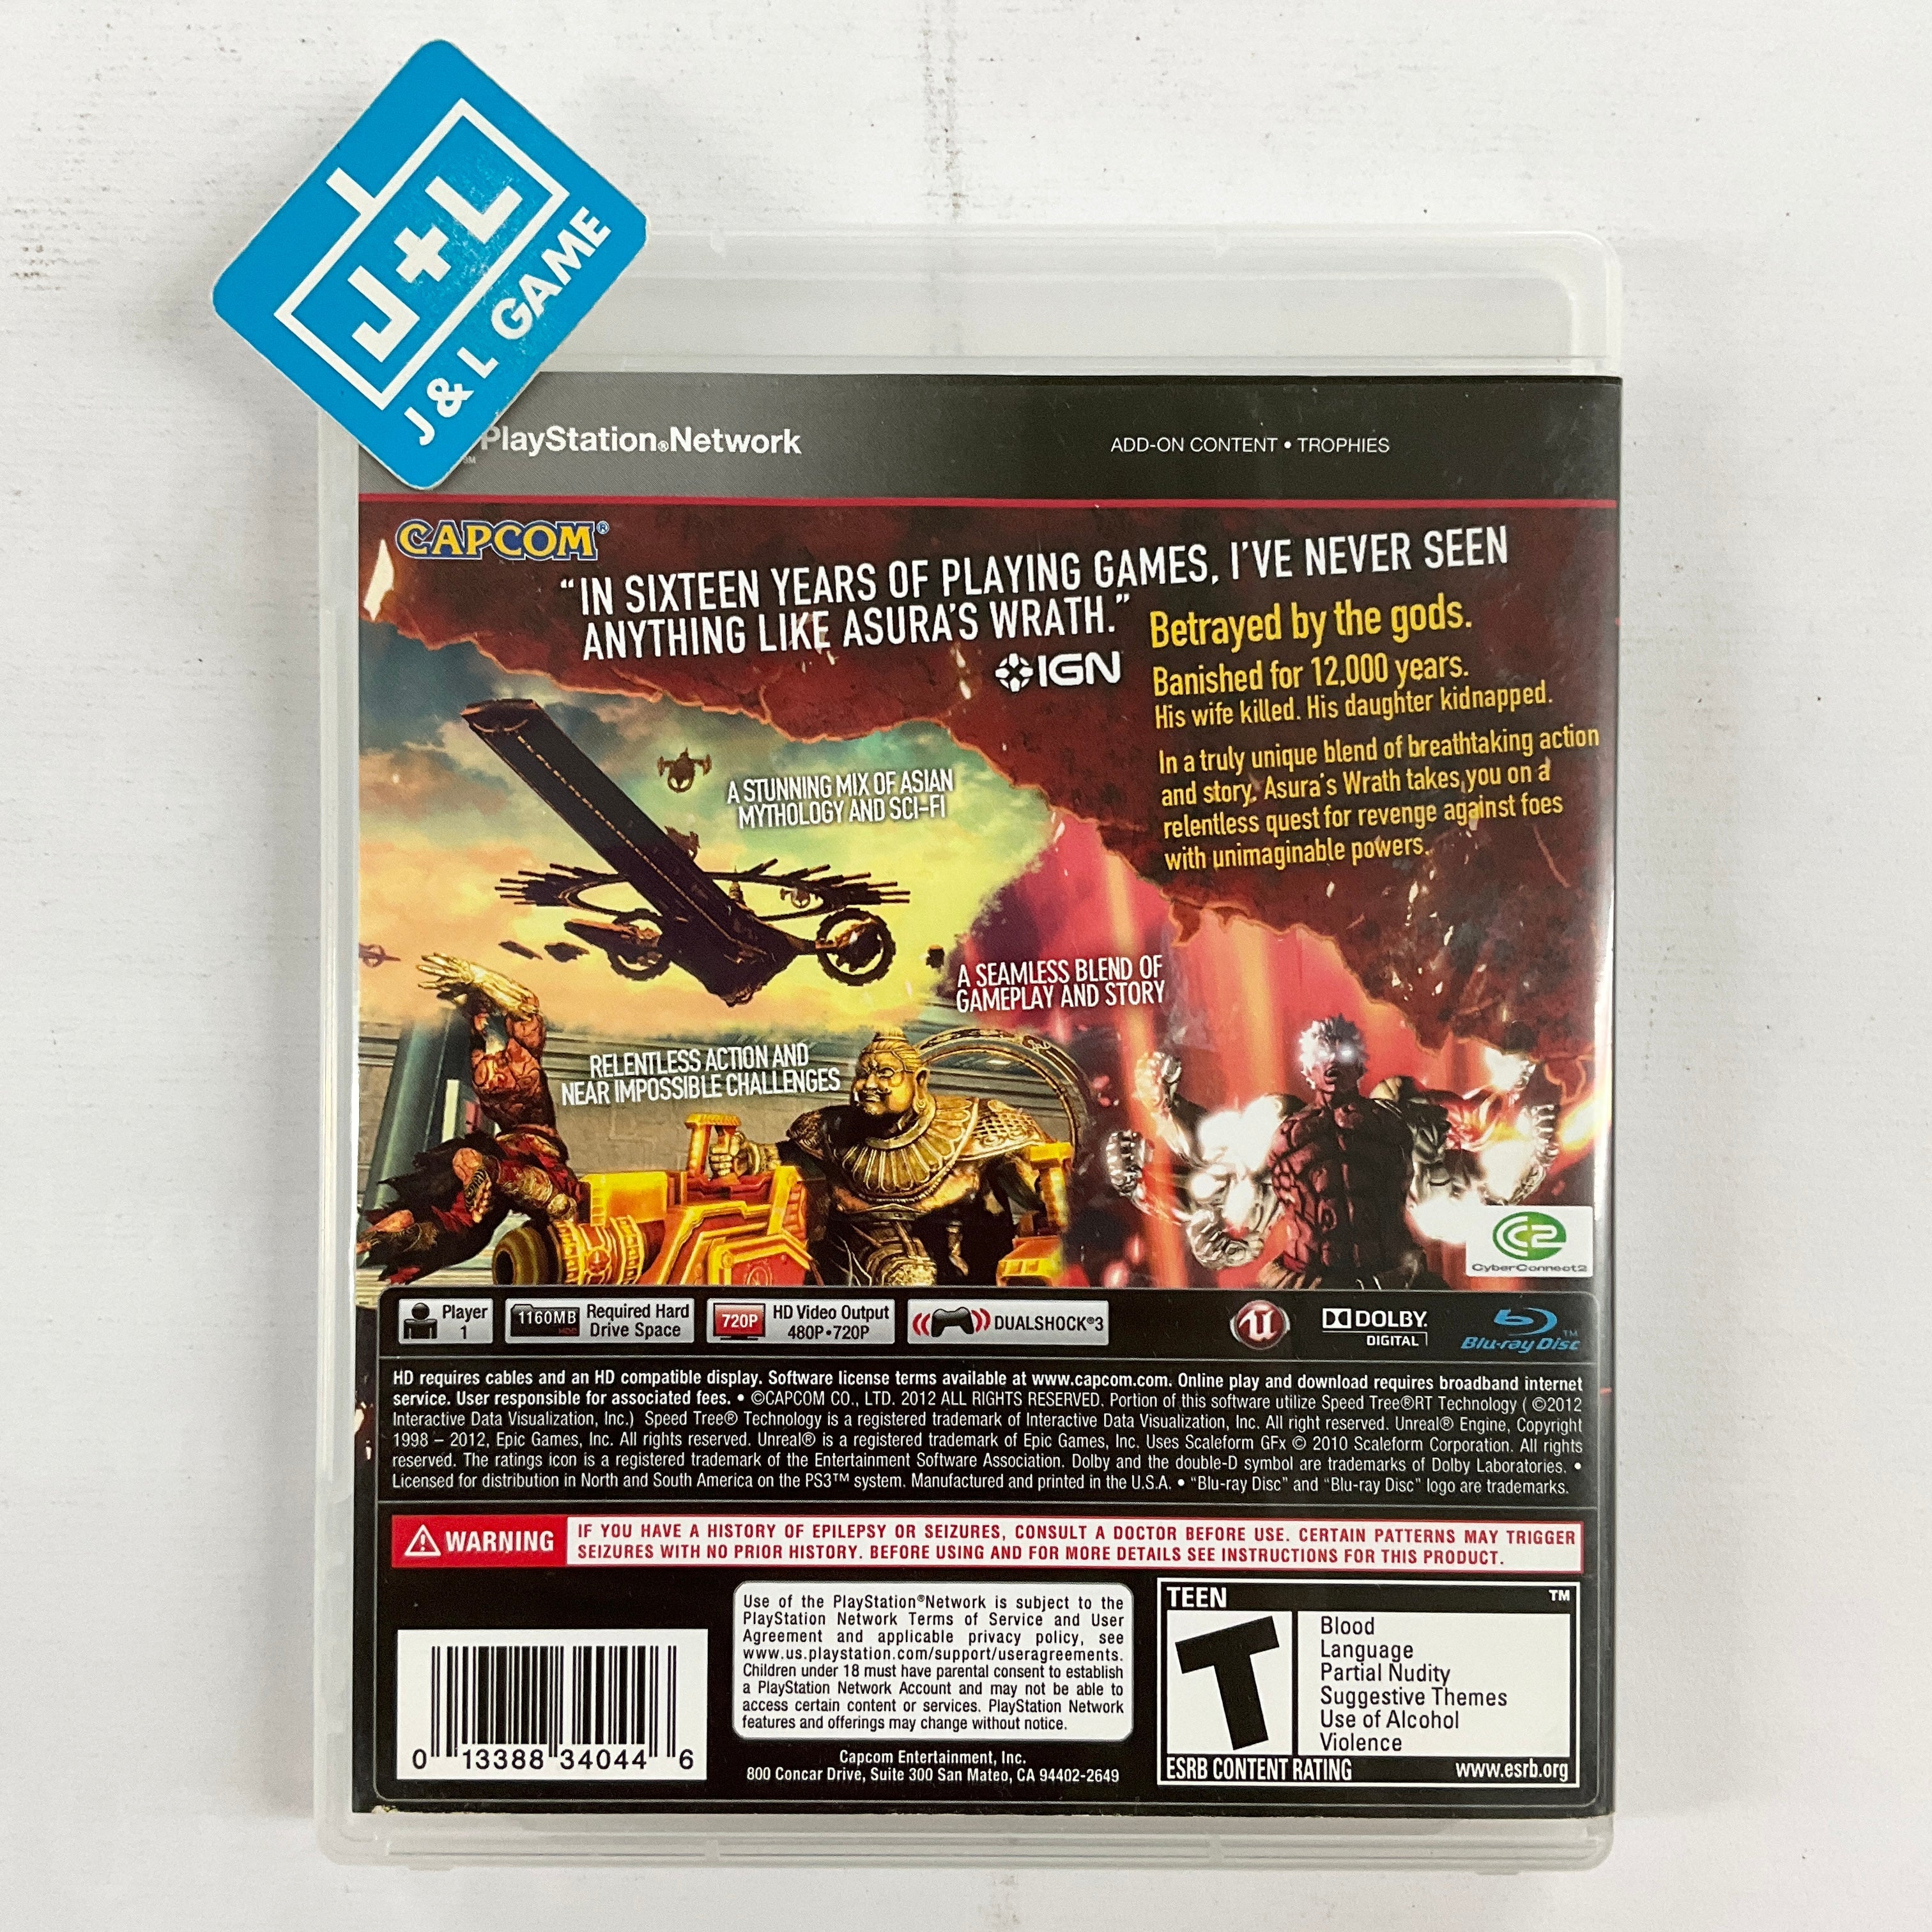 J+L
J & L GAME
PlayStation®Network
SM
ADD-ON CONTENT • TROPHIES
CAPCOM®
“IN SIXTEEN YEARS OF PLAYING GAMES, I'VE NEVER SEEN
ANYTHING LIKE ASURA'S WRATH.”
IGN
Betrayed by the gods.
Banished for 12,000 years.
His wife killed. His daughter kidnapped.
In a truly unique blend of breathtaking action
and story, Asura's Wrath takes you on a
relentless quest for revenge against foes
with unimaginable powers.
A STUNNING MIX OF ASIAN
MYTHOLOGY AND SCI-FI
A SEAMLESS BLEND OF
GAMEPLAY AND STORY
RELENTLESS ACTION AND
NEAR IMPOSSIBLE CHALLENGES
CyberConnect2
Player
1
1160MB
Required Hard
Drive Space
720P
HD Video Output
480P•720P
DUALSHOCK®3
DOLBY
DIGITAL
Blu-ray Disc™
HD requires cables and an HD compatible display. Software license terms available at www.capcom.com. Online play and download requires broadband internet
service. User responsible for associated fees. • ©CAPCOM CO., LTD. 2012 ALL RIGHTS RESERVED. Portion of this software utilize Speed Tree®RT Technology ( ©2012
Interactive Data Visualization, Inc.) Speed Tree® Technology is a registered trademark of Interactive Data Visualization, Inc. All right reserved. Unreal® Engine, Copyright
1998 – 2012, Epic Games, Inc. All rights reserved. Unreal® is a registered trademark of Epic Games, Inc. Uses Scaleform GFx © 2010 Scaleform Corporation. All rights
reserved. The ratings icon is a registered trademark of the Entertainment Software Association. Dolby and the double-D symbol are trademarks of Dolby Laboratories. •
Licensed for distribution in North and South America on the PS3™ system. Manufactured and printed in the U.S.A. • “Blu-ray Disc” and “Blu-ray Disc” logo are trademarks.
WARNING
IF YOU HAVE A HISTORY OF EPILEPSY OR SEIZURES, CONSULT A DOCTOR BEFORE USE. CERTAIN PATTERNS MAY TRIGGER
SEIZURES WITH NO PRIOR HISTORY. BEFORE USING AND FOR MORE DETAILS SEE INSTRUCTIONS FOR THIS PRODUCT.
0 13388 34044 6
Use of the PlayStation®Network is subject to the
PlayStation Network Terms of Service and User
Agreement and applicable privacy policy, see
www.us.playstation.com/support/useragreements.
Children under 18 must have parental consent to establish
a PlayStation Network Account and may not be able to
access certain content or services. PlayStation Network
features and offerings may change without notice.
Capcom Entertainment, Inc.
800 Concar Drive, Suite 300 San Mateo, CA 94402-2649
TEEN ™
T
Blood
Language
Partial Nudity
Suggestive Themes
Use of Alcohol
Violence
ESRB CONTENT RATING www.esrb.org